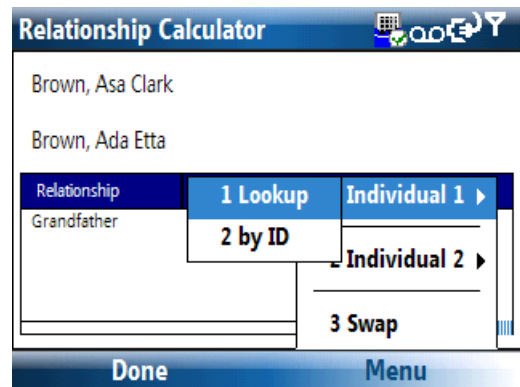 Relationship Calculator
Brown, Asa Clark
Brown, Ada Etta
Relationship
Grandfather
1 Lookup
2 by ID
Individual 1
2 Individual 2
3 Swap
Done
Menu